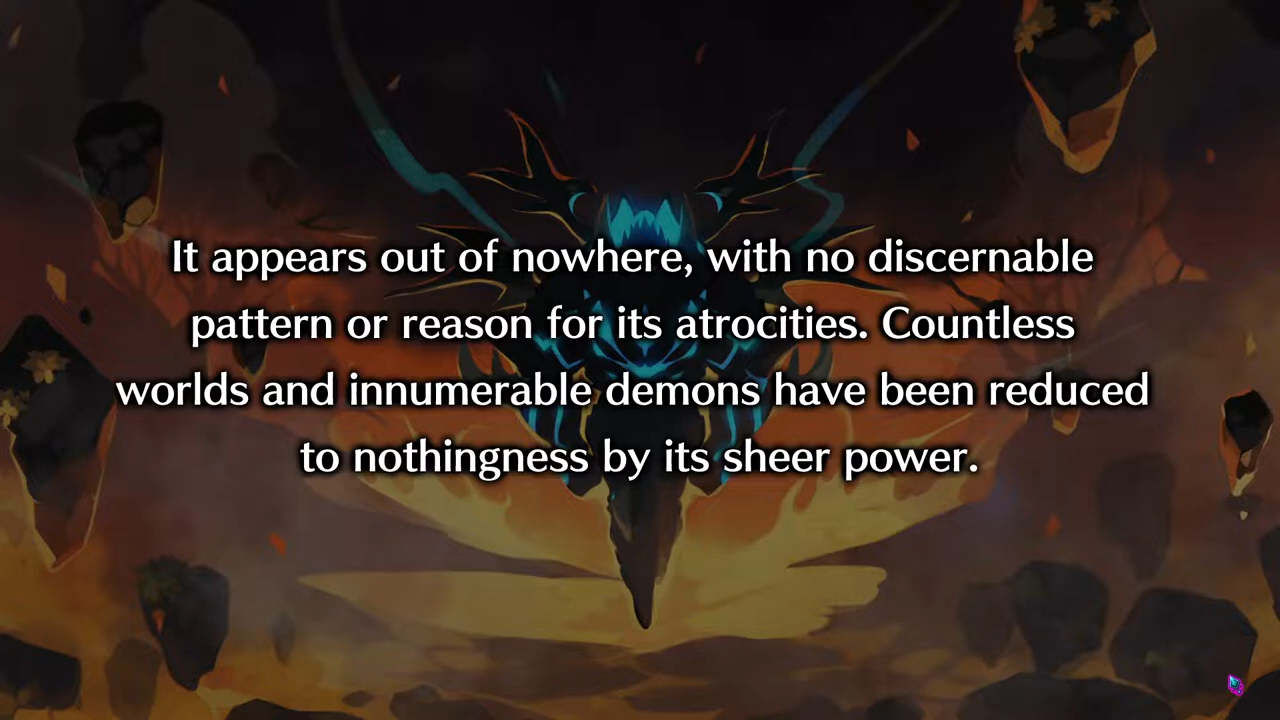 It appears out of nowhere, with no discernable
pattern or reason for its atrocities. Countless
worlds and innumerable demons have been reduced
to nothingness by its sheer power.